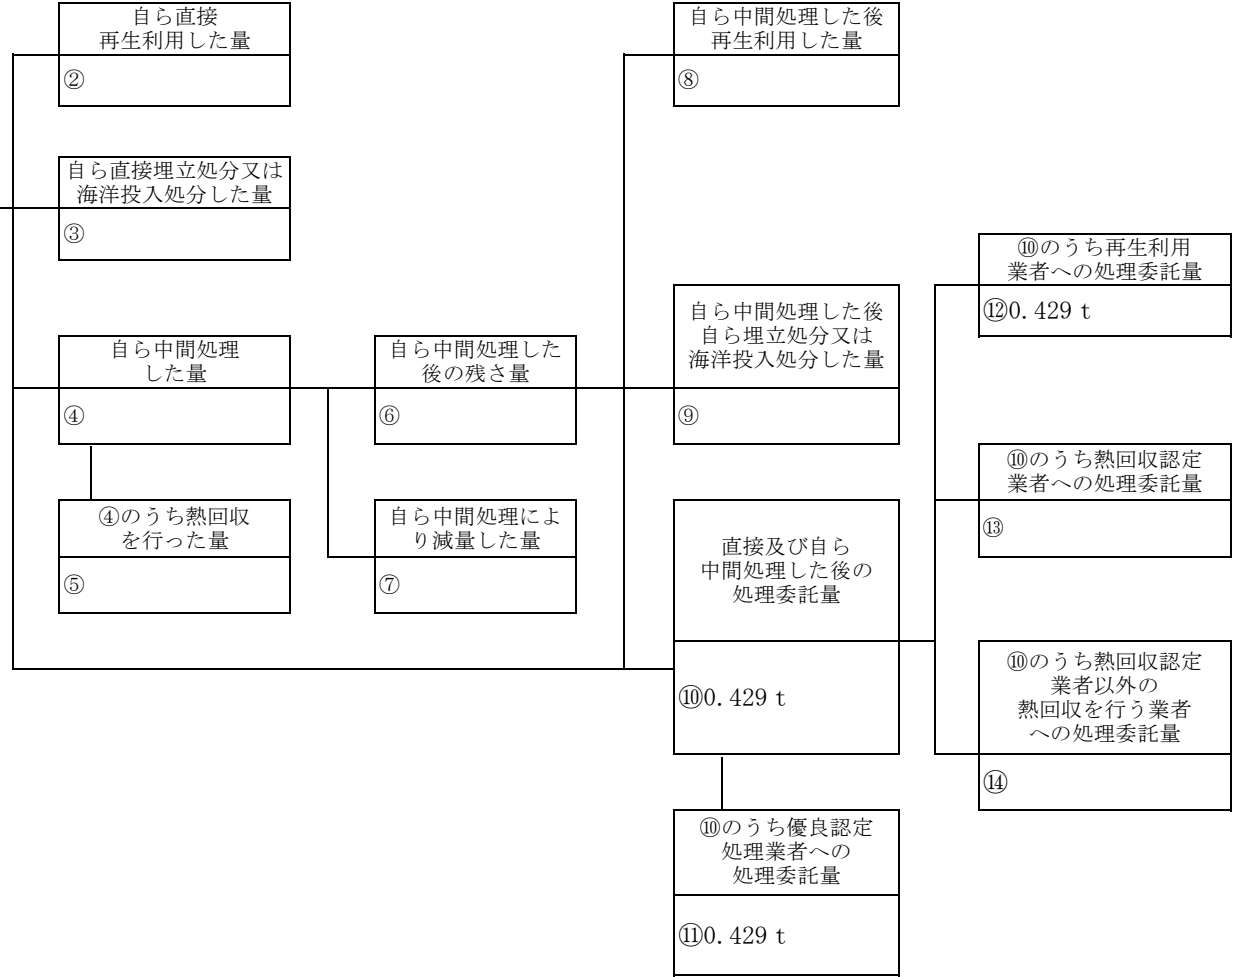 自ら直接
再生利用した量
②
自ら直接埋立処分又は
海洋投入処分した量
③
自ら中間処理
した量
④
④のうち熱回収
を行った量
⑤
自ら中間処理した
後の残さ量
⑥
自ら中間処理によ
り減量した量
⑦
自ら中間処理した後
再生利用した量
⑧
自ら中間処理した後
自ら埋立処分又は
海洋投入処分した量
⑨
直接及び自ら
中間処理した後の
処理委託量
⑩0.429 t
⑩のうち優良認定
処理業者への
処理委託量
⑪0.429 t
⑩のうち再生利用
業者への処理委託量
⑫0.429 t
⑩のうち熱回収認定
業者への処理委託量
⑬
⑩のうち熱回収認定
業者以外の
熱回収を行う業者
への処理委託量
⑭